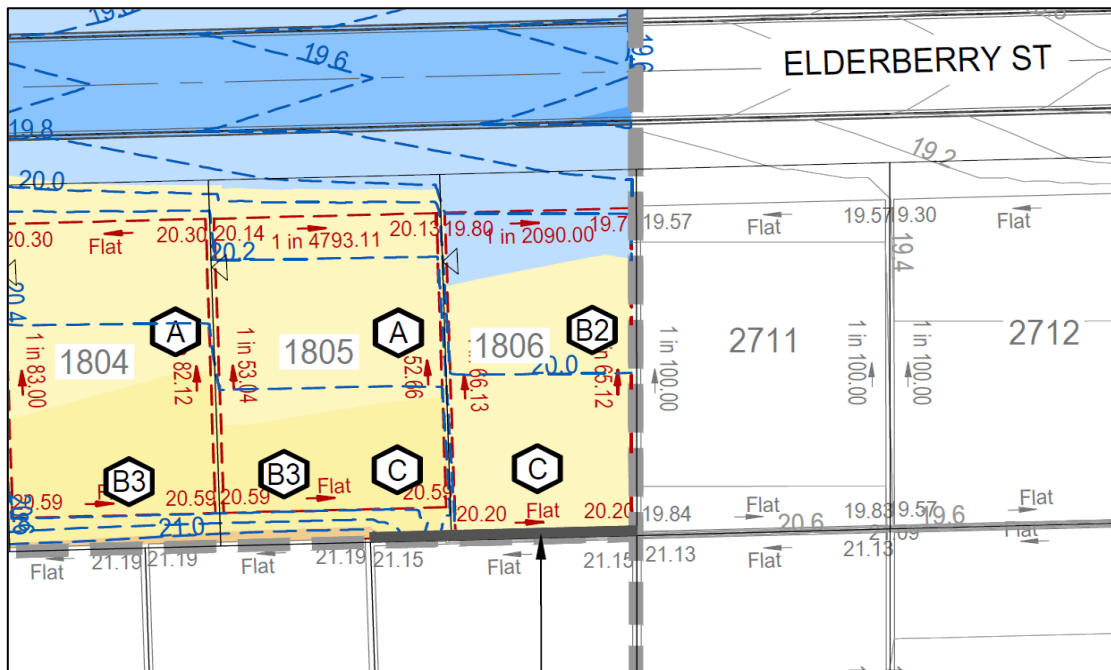 19.6
19.6
ELDERBERRY ST
19.8
19.2
20.0
20.30
Flat
20.30
20.14
1 in 4793.11
20.13
19.80
1 in 2090.00
19.7
19.57
Flat
19.57
19.30
Flat
20.2
19.4
20.4
1 in 83.00
1804
A
82.12
1 in 53.04
1805
A
52.66
1806
66.13
B2
20.0
65.12
1 in 100.00
2711
1 in 100.00
1 in 100.00
2712
B3
B3
C
C
20.59
20.59
20.59
Flat
20.59
20.20
Flat
20.20
19.84
Flat
20.6
19.83
19.57
19.6
Flat
21.0
Flat
21.19
21.19
Flat
21.19
21.15
Flat
21.15
21.13
Flat
21.13
21.09
Flat